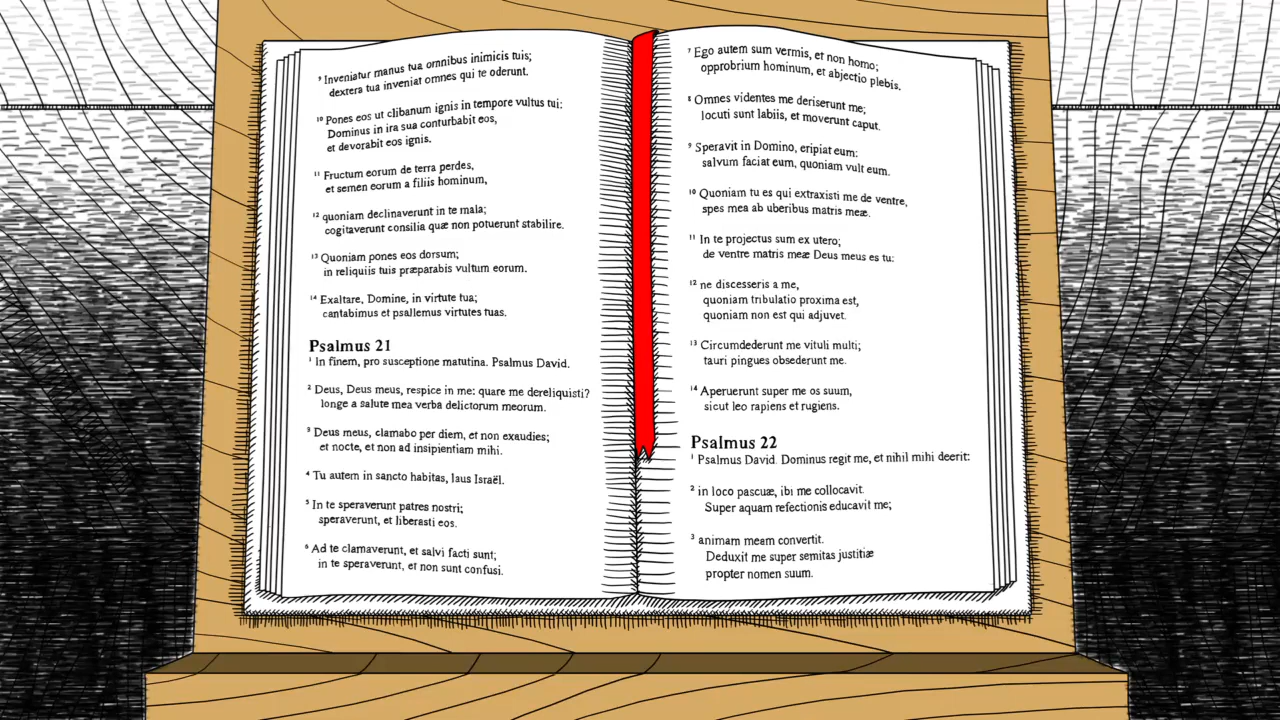 9 Inveniatur manus tua omnibus inimicis tuis;
dextera tua inveniat omnes qui te oderunt.
10 Pones eos ut clibanum ignis in tempore vultus tui:
Dominus in ira sua conturbabit eos,
et devorabit eos ignis.
11 Fructum eorum de terra perdes,
et semen eorum a filiis hominum,
12 quoniam declinaverunt in te mala;
cogitaverunt consilia quæ non potuerunt stabilire.
13 Quoniam pones eos dorsum;
in reliquiis tuis præparabis vultum eorum.
14 Exaltare, Domine, in virtute tua;
cantabimus et psallemus virtutes tuas.
Psalmus 21
1 In finem, pro susceptione matutina. Psalmus David.
2 Deus, Deus meus, respice in me: quare me dereliquisti?
longe a salute mea verba delictorum meorum.
3 Deus meus, clamabo per diem, et non exaudies;
et nocte, et non ad insipientiam mihi.
4 Tu autem in sancto habitas, laus Israël.
5 In te speraverunt patres nostri;
speraverunt, et liberasti eos.
6 Ad te clamaverunt, et salvi facti sunt;
in te speraverunt, et non sunt confusi.
7 Ego autem sum vermis, et non homo;
opprobrium hominum, et abjectio plebis.
8 Omnes videntes me deriserunt me;
locuti sunt labiis, et moverunt caput.
9 Speravit in Domino, eripiat eum:
salvum faciat eum, quoniam vult eum.
10 Quoniam tu es qui extraxisti me de ventre,
spes mea ab uberibus matris meæ.
11 In te projectus sum ex utero;
de ventre matris meæ Deus meus es tu:
12 ne discesseris a me,
quoniam tribulatio proxima est,
quoniam non est qui adjuvet.
13 Circumdederunt me vituli multi;
tauri pingues obsederunt me.
14 Aperuerunt super me os suum,
sicut leo rapiens et rugiens.
Psalmus 22
1 Psalmus David. Dominus regit me, et nihil mihi deerit:
2 in loco pascuæ, ibi me collocavit.
Super aquam refectionis educavit me;
3 animam meam convertit.
Deduxit me super semitas justitiæ
propter nomen suum.